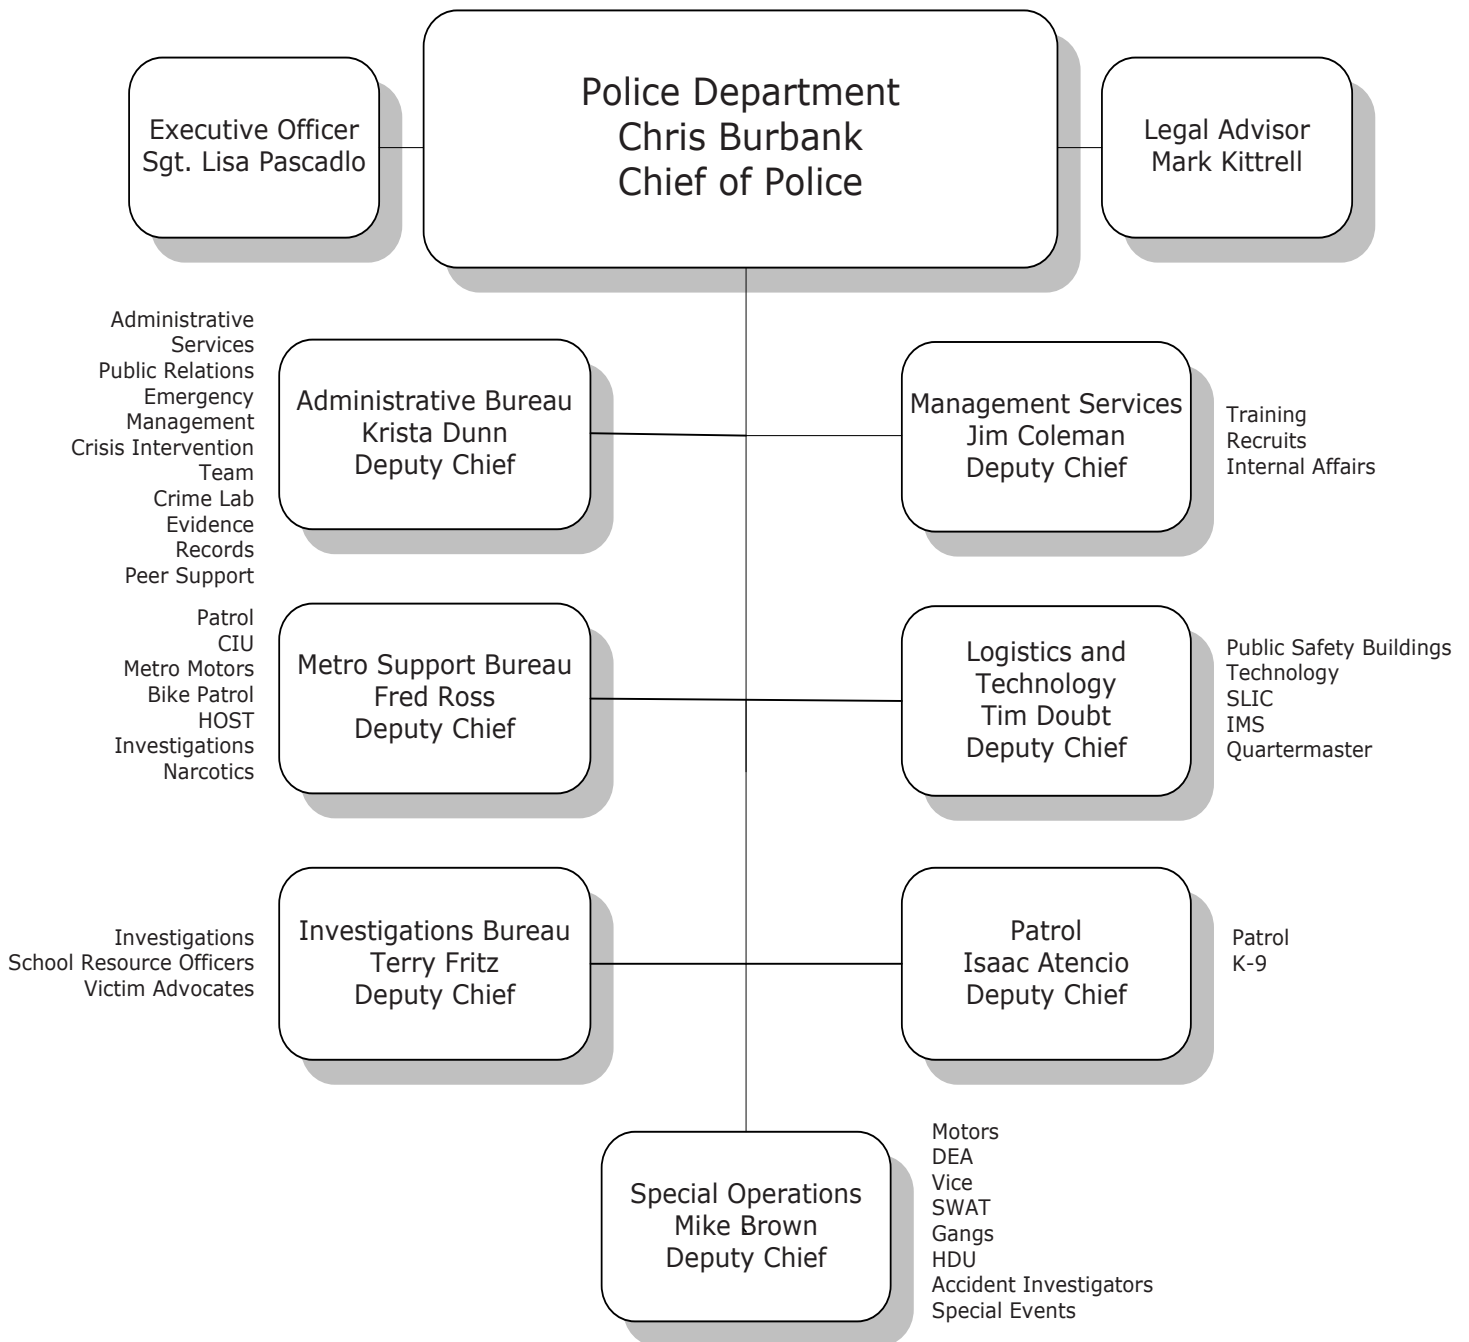 Police Department
Chris Burbank
Chief of Police
Executive Officer
Sgt. Lisa Pascadlo
Legal Advisor
Mark Kittrell
Administrative
Services
Public Relations
Emergency
Management
Crisis Intervention
Team
Crime Lab
Evidence
Records
Peer Support
Administrative Bureau
Krista Dunn
Deputy Chief
Management Services
Jim Coleman
Deputy Chief
Training
Recruits
Internal Affairs
Patrol
CIU
Metro Motors
Bike Patrol
HOST
Investigations
Narcotics
Metro Support Bureau
Fred Ross
Deputy Chief
Logistics and
Technology
Tim Doubt
Deputy Chief
Public Safety Buildings
Technology
SLIC
IMS
Quartermaster
Investigations
School Resource Officers
Victim Advocates
Investigations Bureau
Terry Fritz
Deputy Chief
Patrol
Isaac Atencio
Deputy Chief
Patrol
K-9
Special Operations
Mike Brown
Deputy Chief
Motors
DEA
Vice
SWAT
Gangs
HDU
Accident Investigators
Special Events